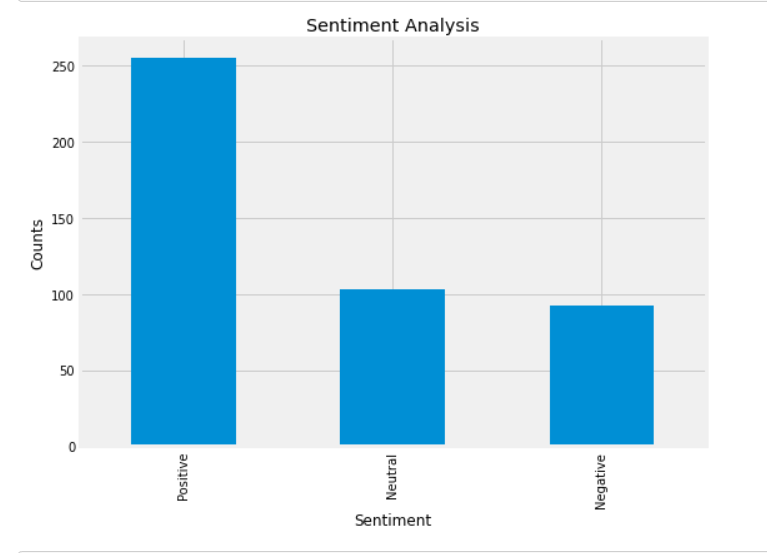 Sentiment Analysis
250
200
150
100
50
0
Counts
Positive
Neutral
Negative
Sentiment